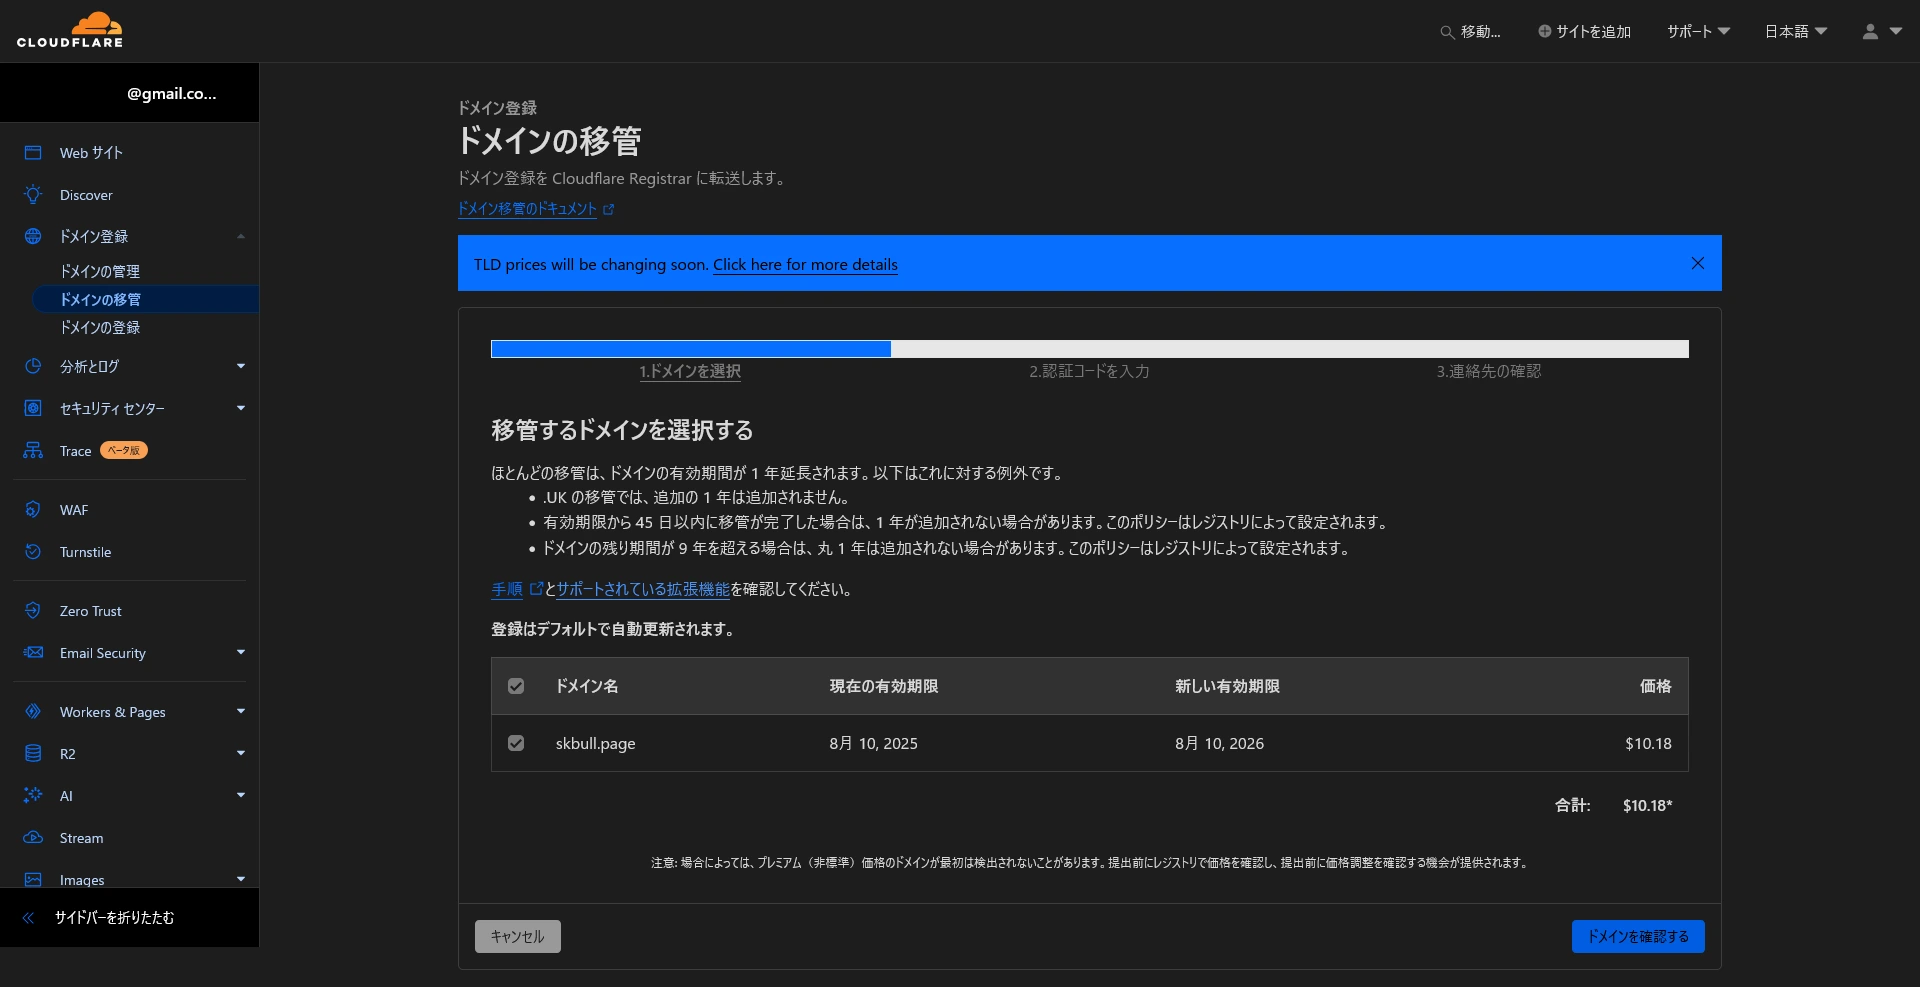 CLOUDFLARE
移動...
サイトを追加
サポート
日本語
@gmail.co...
Web サイト
Discover
ドメイン登録
ドメインの管理
ドメインの移管
ドメインの登録
分析とログ
セキュリティ センター
Trace ベータ版
WAF
Turnstile
Zero Trust
Email Security
Workers & Pages
R2
AI
Stream
Images
サイドバーを折りたたむ
ドメイン登録
ドメインの移管
ドメイン登録を Cloudflare Registrar に転送します。
ドメイン移管のドキュメント
TLD prices will be changing soon. Click here for more details
1.ドメインを選択
2.認証コードを入力
3.連絡先の確認
移管するドメインを選択する
ほとんどの移管は、ドメインの有効期間が 1 年延長されます。以下はこれに対する例外です。
• .UK の移管では、追加の 1 年は追加されません。
• 有効期限から 45 日以内に移管が完了した場合は、1 年が追加されない場合があります。このポリシーはレジストリによって設定されます。
• ドメインの残り期間が 9 年を超える場合は、丸 1 年は追加されない場合があります。このポリシーはレジストリによって設定されます。
手順 とサポートされている拡張機能を確認してください。
登録はデフォルトで自動更新されます。
ドメイン名 現在の有効期限 新しい有効期限 価格
skbull.page 8月 10, 2025 8月 10, 2026 $10.18
合計: $10.18*
注意: 場合によっては、プレミアム（非標準）価格のドメインが最初は検出されないことがあります。提出前にレジストリで価格を確認し、提出前に価格調整を確認する機会が提供されます。
キャンセル
ドメインを確認する